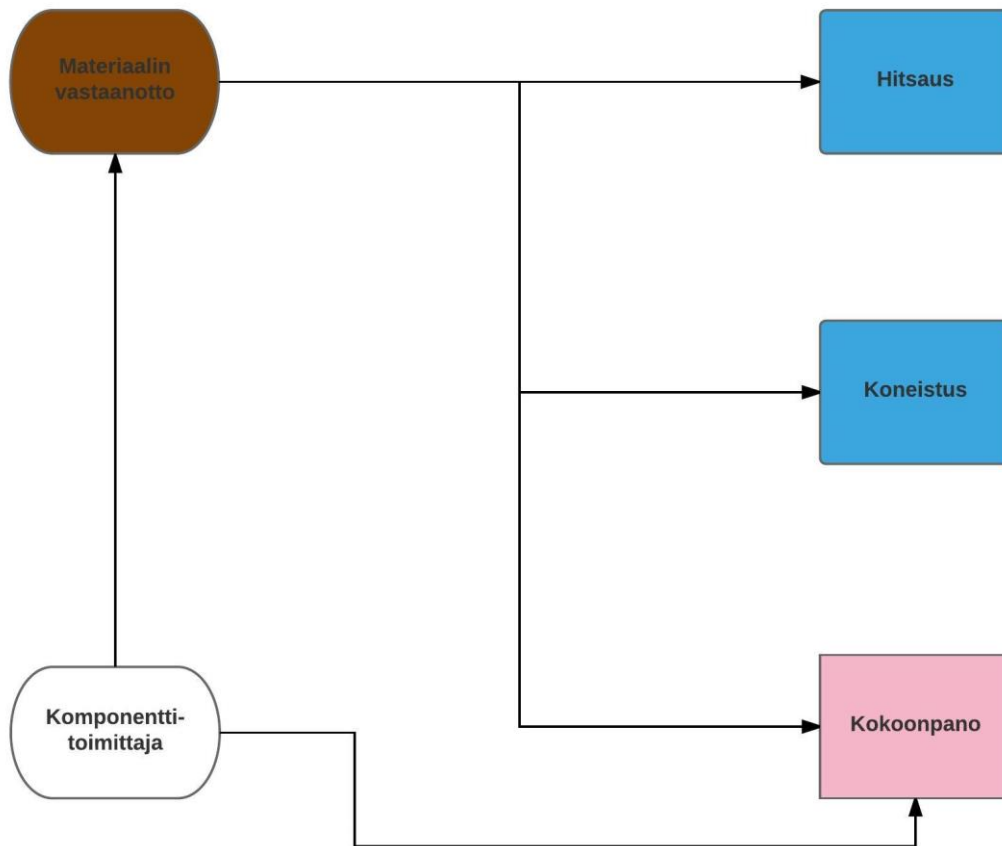 Materiaalin
vastaanotto
Hitsaus
Koneistus
Komponentti-
toimittaja
Kokoonpano